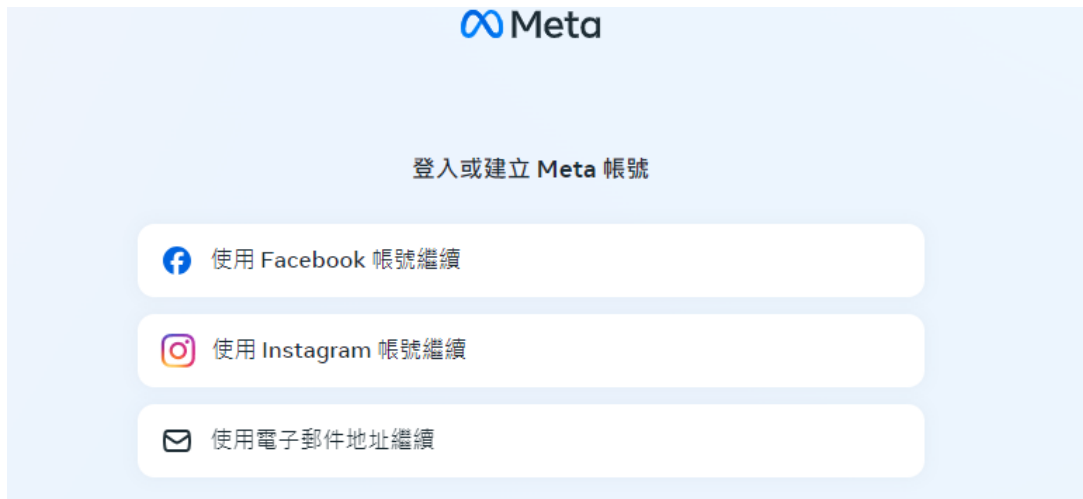 Meta
登入或建立 Meta 帳號
使用 Facebook 帳號繼續
使用 Instagram 帳號繼續
使用電子郵件地址繼續